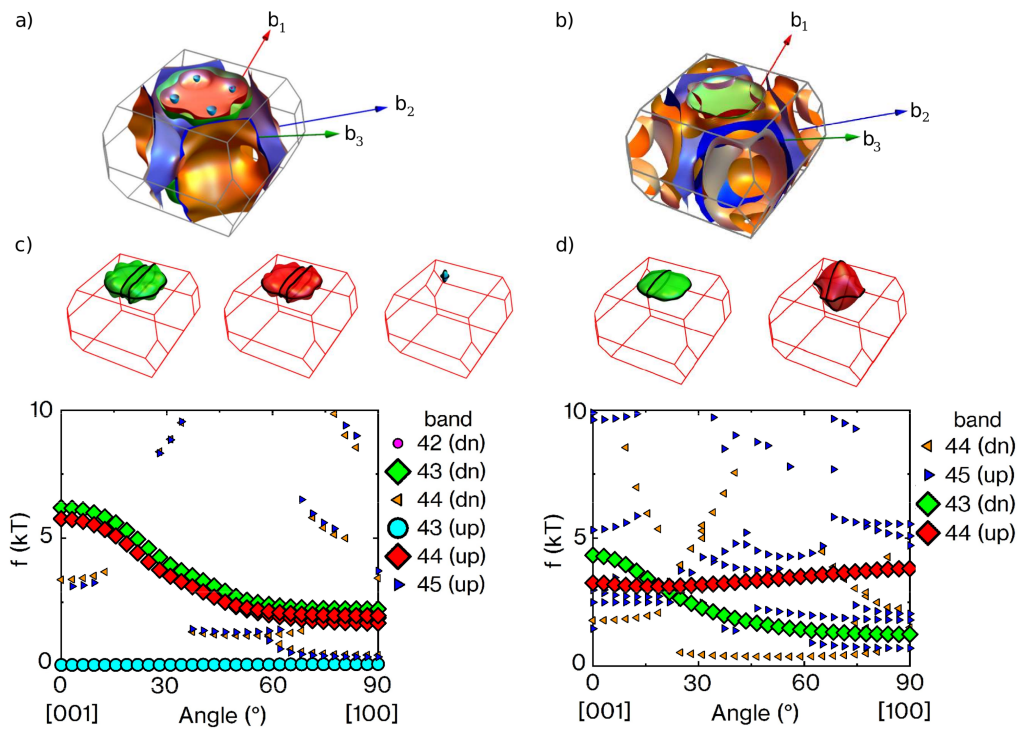 a)
b₁
b₂
b₃
b)
b₁
b₂
b₃
c)
d)
10
5
0
f (kT)
0
30
60
90
[001]
Angle (°)
[100]
band
42 (dn)
43 (dn)
44 (dn)
43 (up)
44 (up)
45 (up)
10
5
0
f (kT)
0
30
60
90
[001]
Angle (°)
[100]
band
44 (dn)
45 (up)
43 (dn)
44 (up)